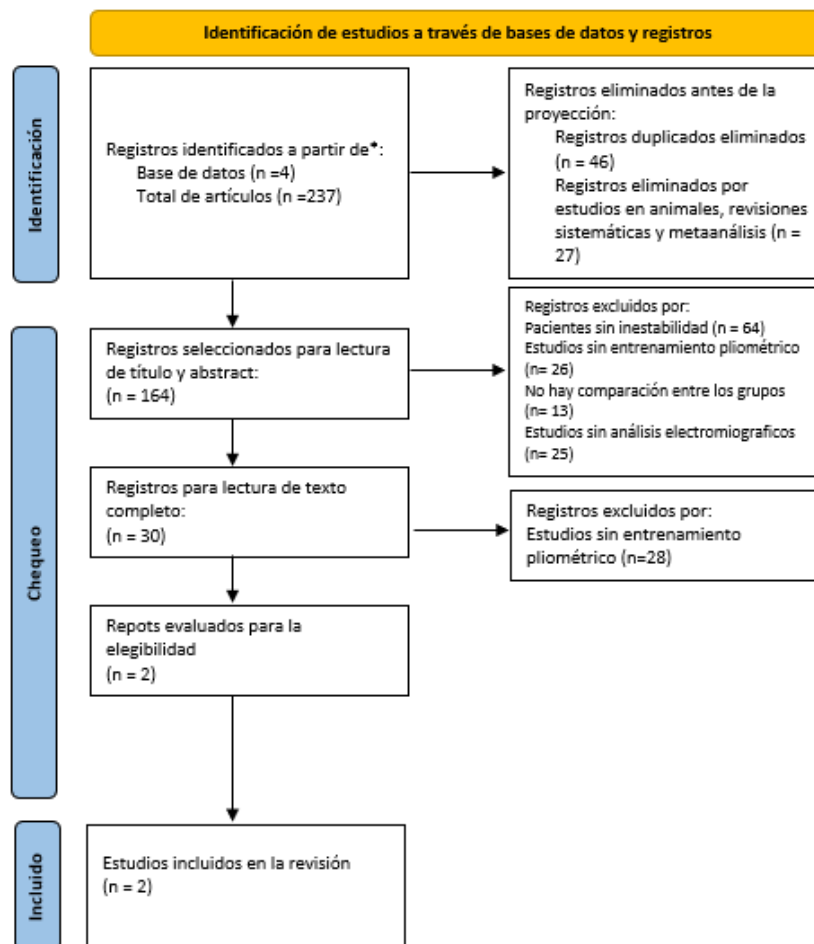 Identificación de estudios a través de bases de datos y registros
Identificación
Registros identificados a partir de*:
Base de datos (n =4)
Total de artículos (n =237)
Registros eliminados antes de la
proyección:
Registros duplicados eliminados
(n = 46)
Registros eliminados por
estudios en animales, revisiones
sistemáticas y metaanálisis (n =
27)
Chequeo
Registros seleccionados para lectura
de título y abstract:
(n = 164)
Registros excluidos por:
Pacientes sin inestabilidad (n = 64)
Estudios sin entrenamiento pliométrico
(n= 26)
No hay comparación entre los grupos
(n= 13)
Estudios sin análisis electromiograficos
(n= 25)
Registros para lectura de texto
completo:
(n = 30)
Registros excluidos por:
Estudios sin entrenamiento
pliométrico (n=28)
Repots evaluados para la
elegibilidad
(n = 2)
Incluido
Estudios incluidos en la revisión
(n = 2)